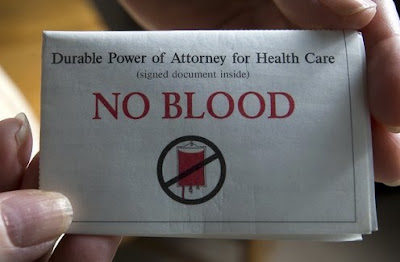 Durable Power of Attorney for Health Care
(signed document inside)
NO BLOOD